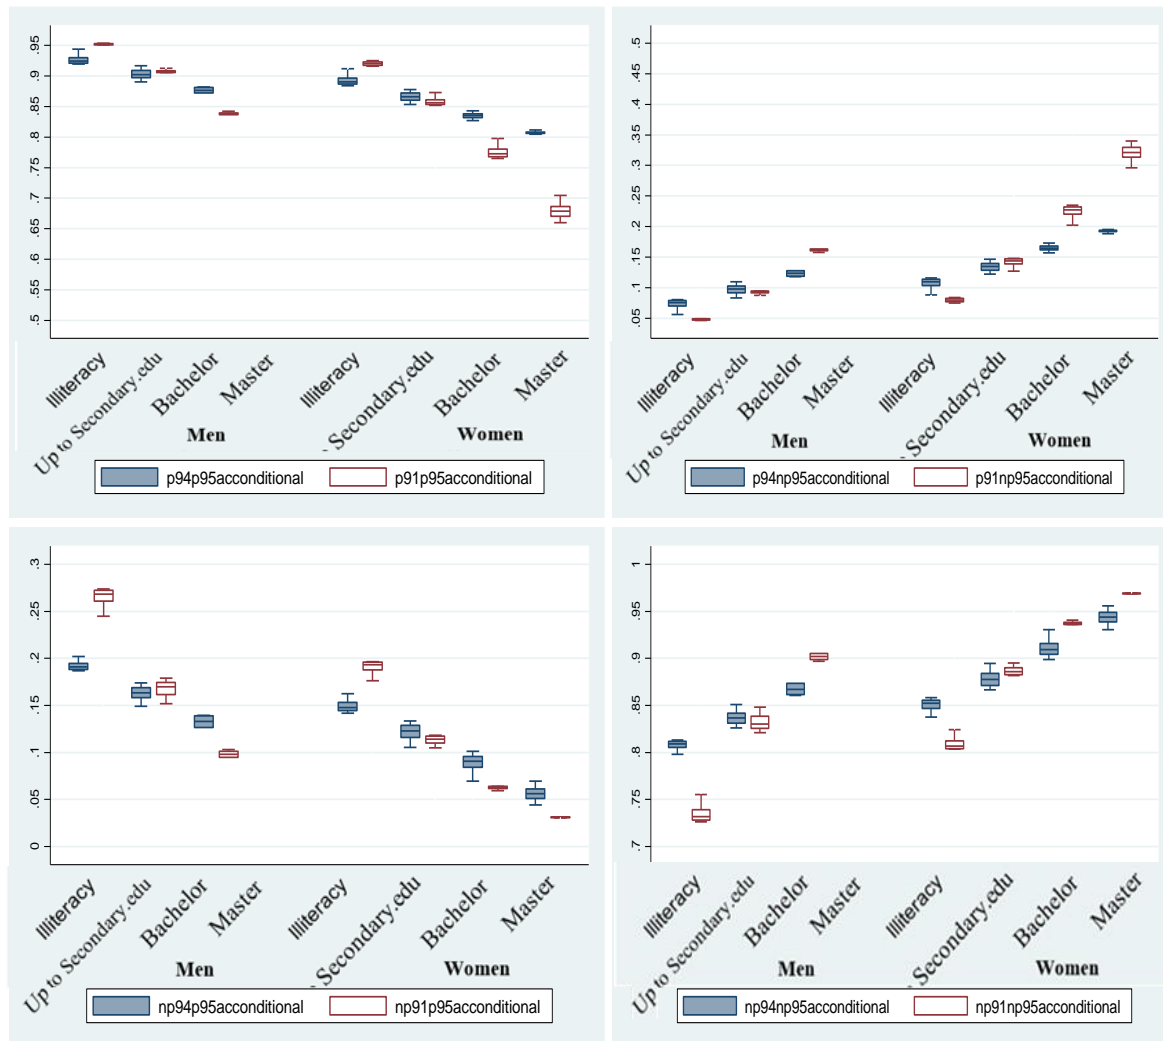 .95
.9
.85
.8
.75
.7
.65
.6
.55
.5
Illiteracy
Up to Secondary.edu
Bachelor
Master
Illiteracy
Secondary.edu
Bachelor
Master
Men
Women
p94p95acconditional
p91p95acconditional
.5
.45
.4
.35
.3
.25
.2
.15
.1
.05
Illiteracy
Up to Secondary.edu
Bachelor
Master
Illiteracy
Secondary.edu
Bachelor
Master
Men
Women
p94np95acconditional
p91np95acconditional
.3
.25
.2
.15
.1
.05
0
Illiteracy
Up to Secondary.edu
Bachelor
Master
Illiteracy
Secondary.edu
Bachelor
Master
Men
Women
np94p95acconditional
np91p95acconditional
1
.95
.9
.85
.8
.75
.7
Illiteracy
Up to Secondary.edu
Bachelor
Master
Illiteracy
Secondary.edu
Bachelor
Master
Men
Women
np94np95acconditional
np91np95acconditional